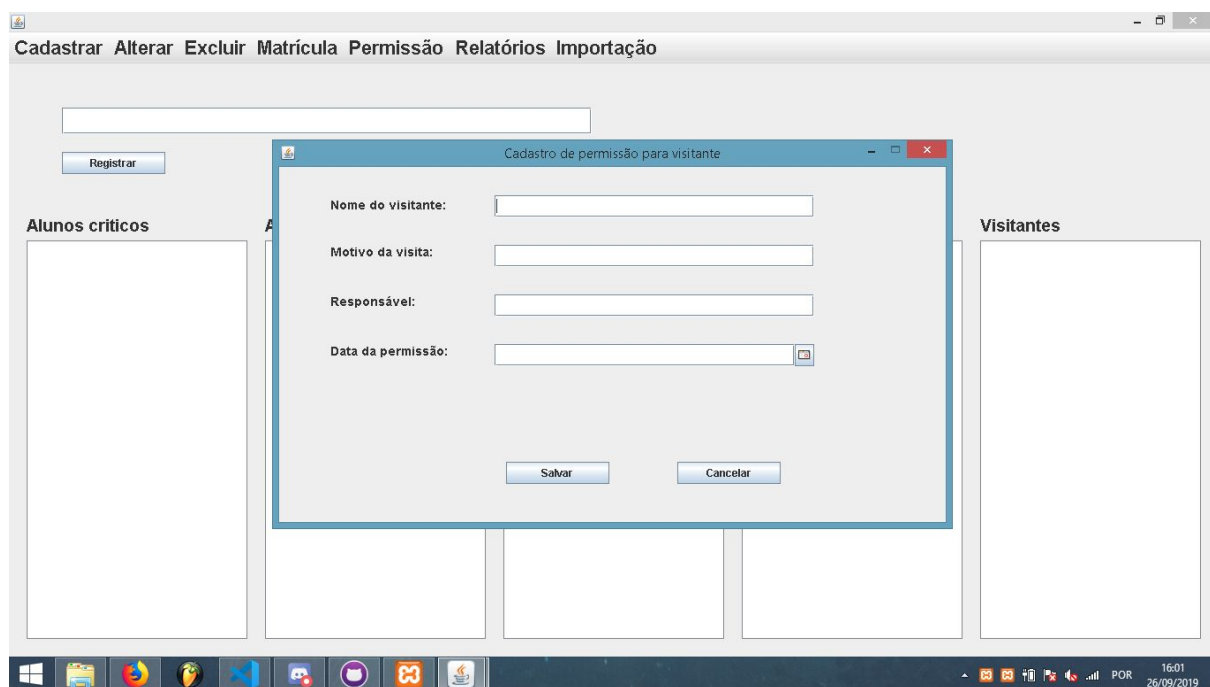 Cadastrar Alterar Excluir Matrícula Permissão Relatórios Importação
Registrar
Cadastro de permissão para visitante
Nome do visitante:
Motivo da visita:
Responsável:
Data da permissão:
Salvar Cancelar
Alunos criticos
A
Visitantes
POR
16:01
26/09/2019